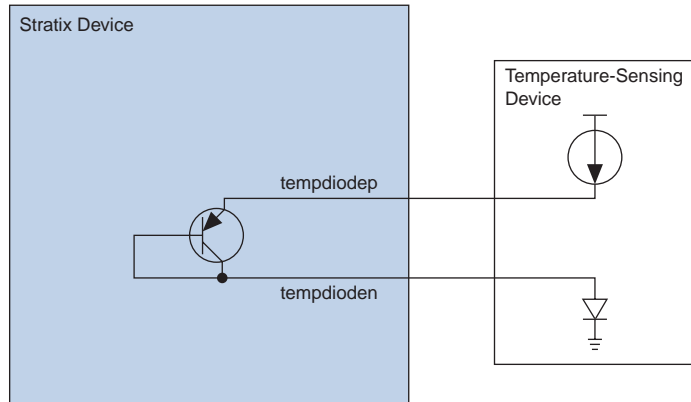 Stratix Device
Temperature-Sensing
Device
tempdiodep
tempdioden